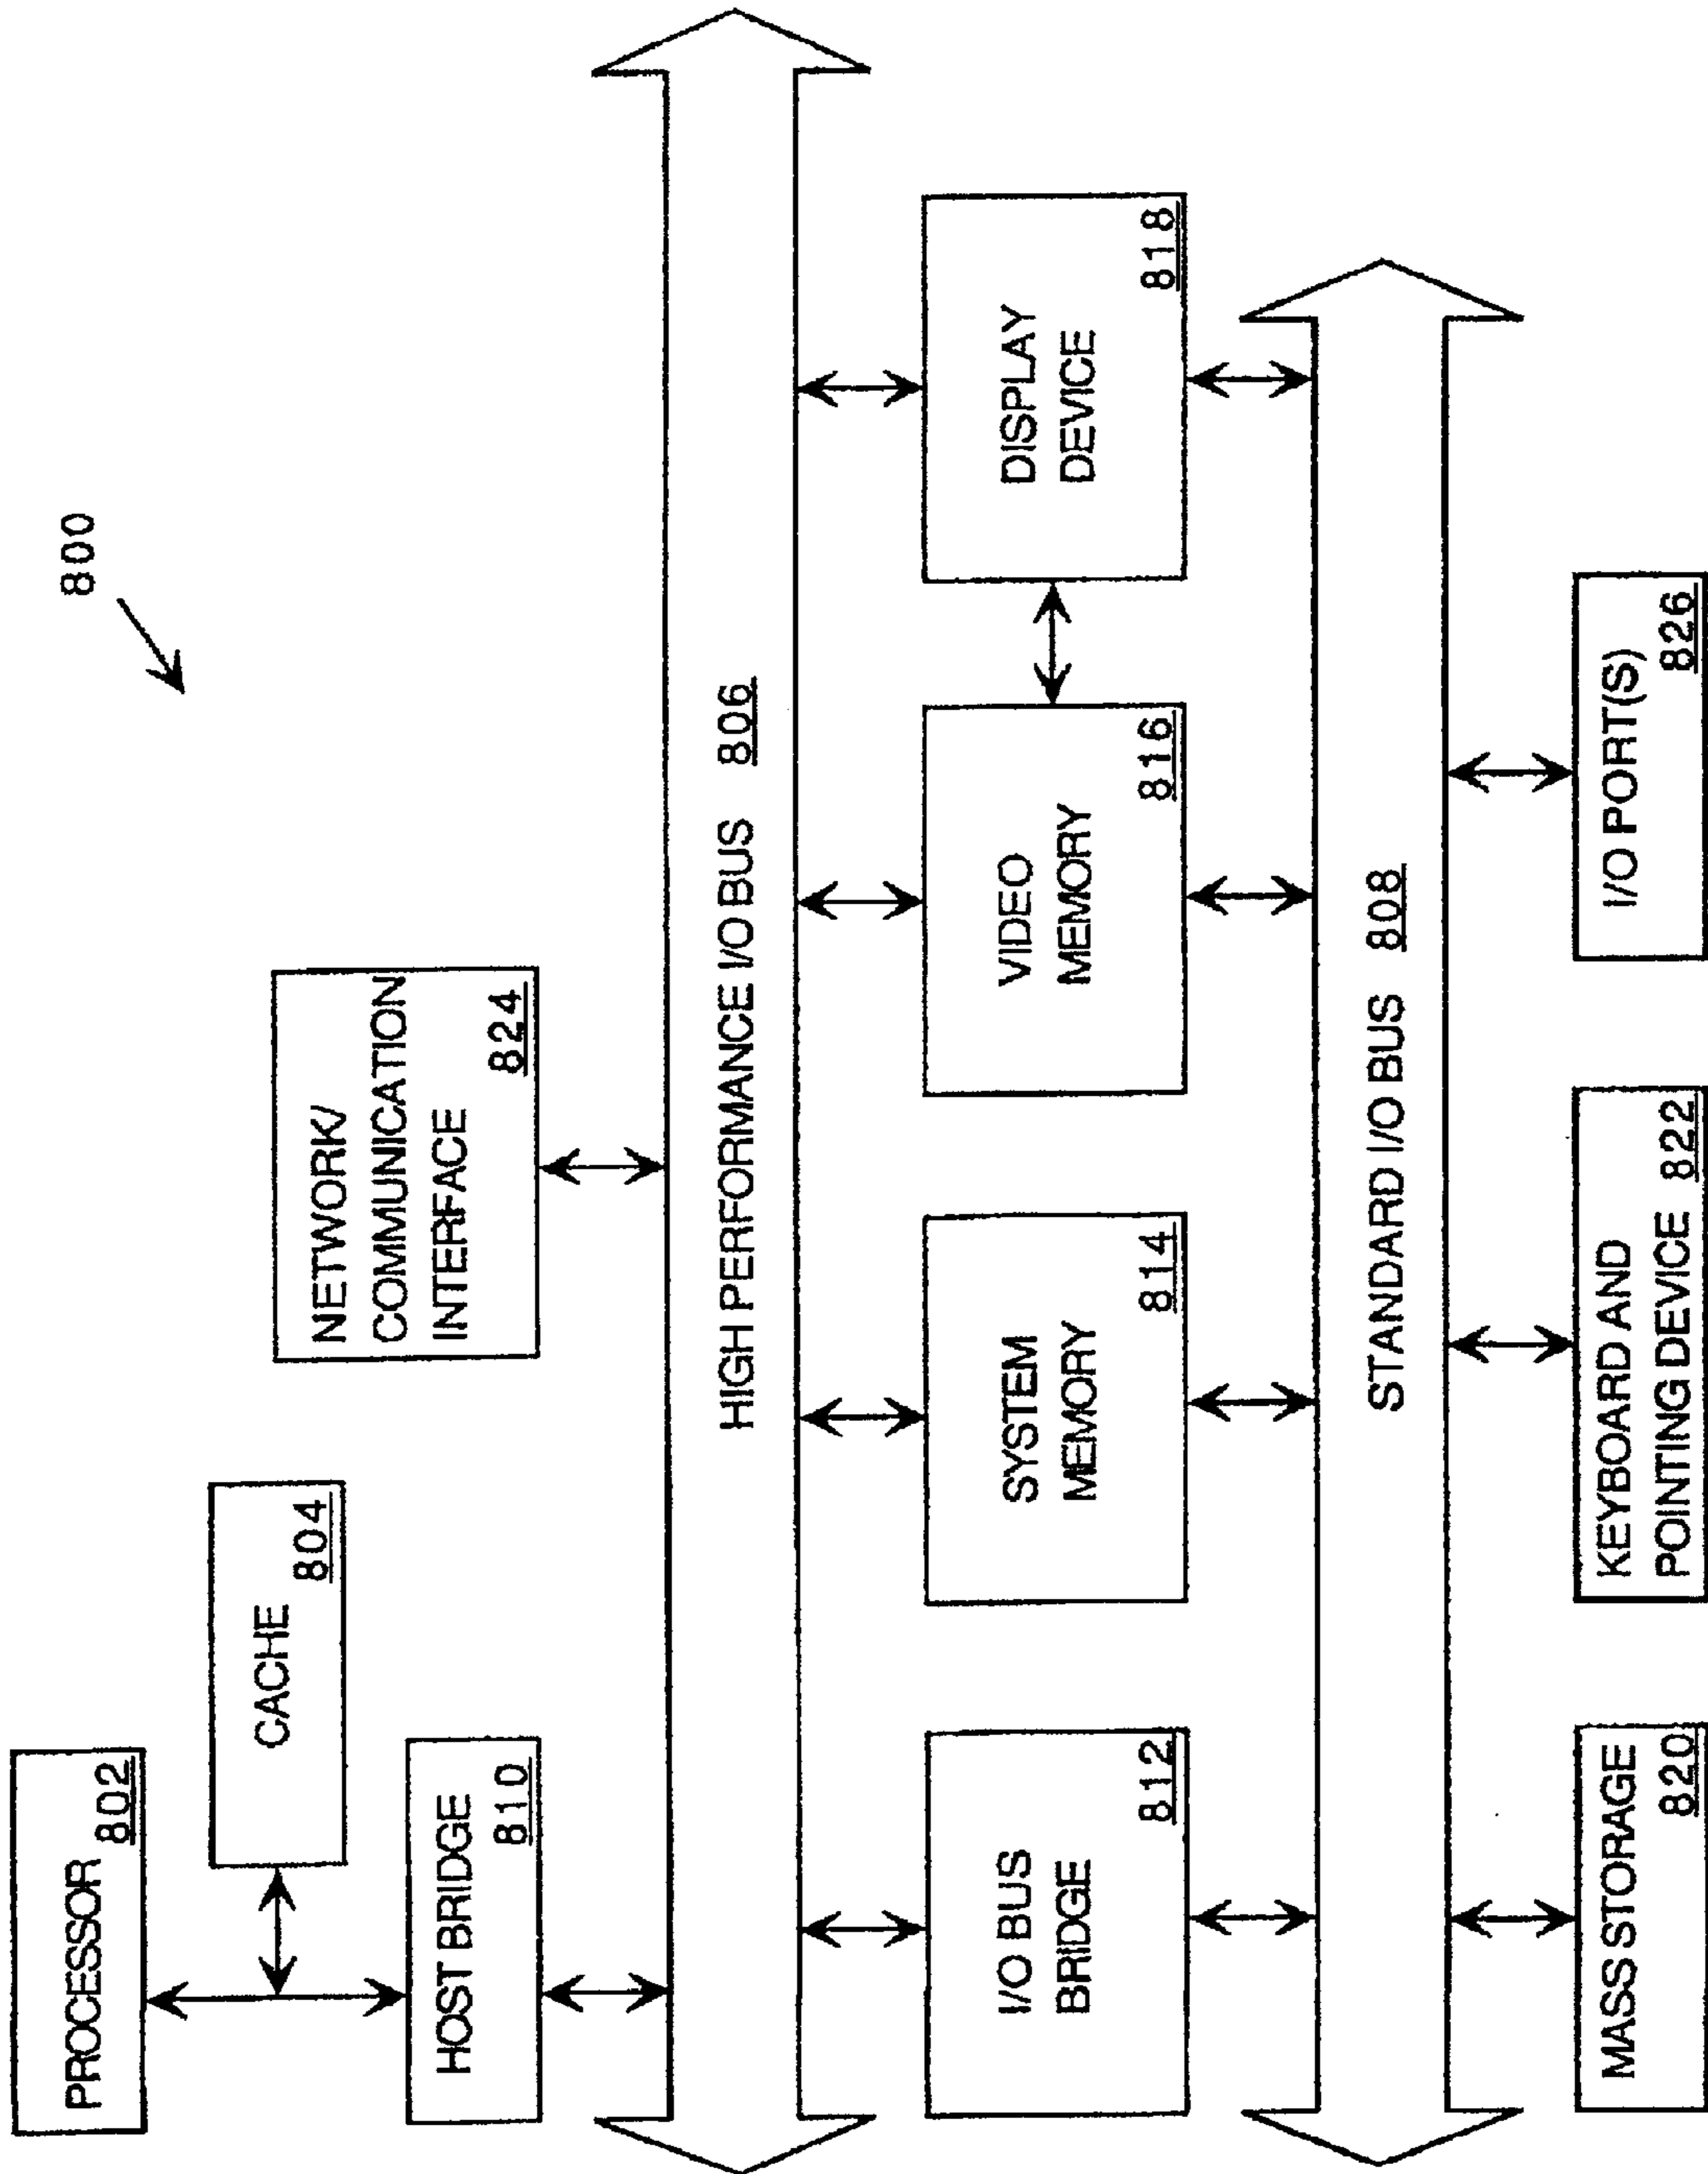 800
PROCESSOR
802
CACHE
804
HOST BRIDGE
810
NETWORK/
COMMUNICATION
INTERFACE
824
HIGH PERFORMANCE I/O BUS 806
I/O BUS
BRIDGE
812
SYSTEM
MEMORY
814
VIDEO
MEMORY
816
DISPLAY
DEVICE
818
STANDARD I/O BUS 808
MASS STORAGE
820
KEYBOARD AND
POINTING DEVICE 822
I/O PORT(S)
826